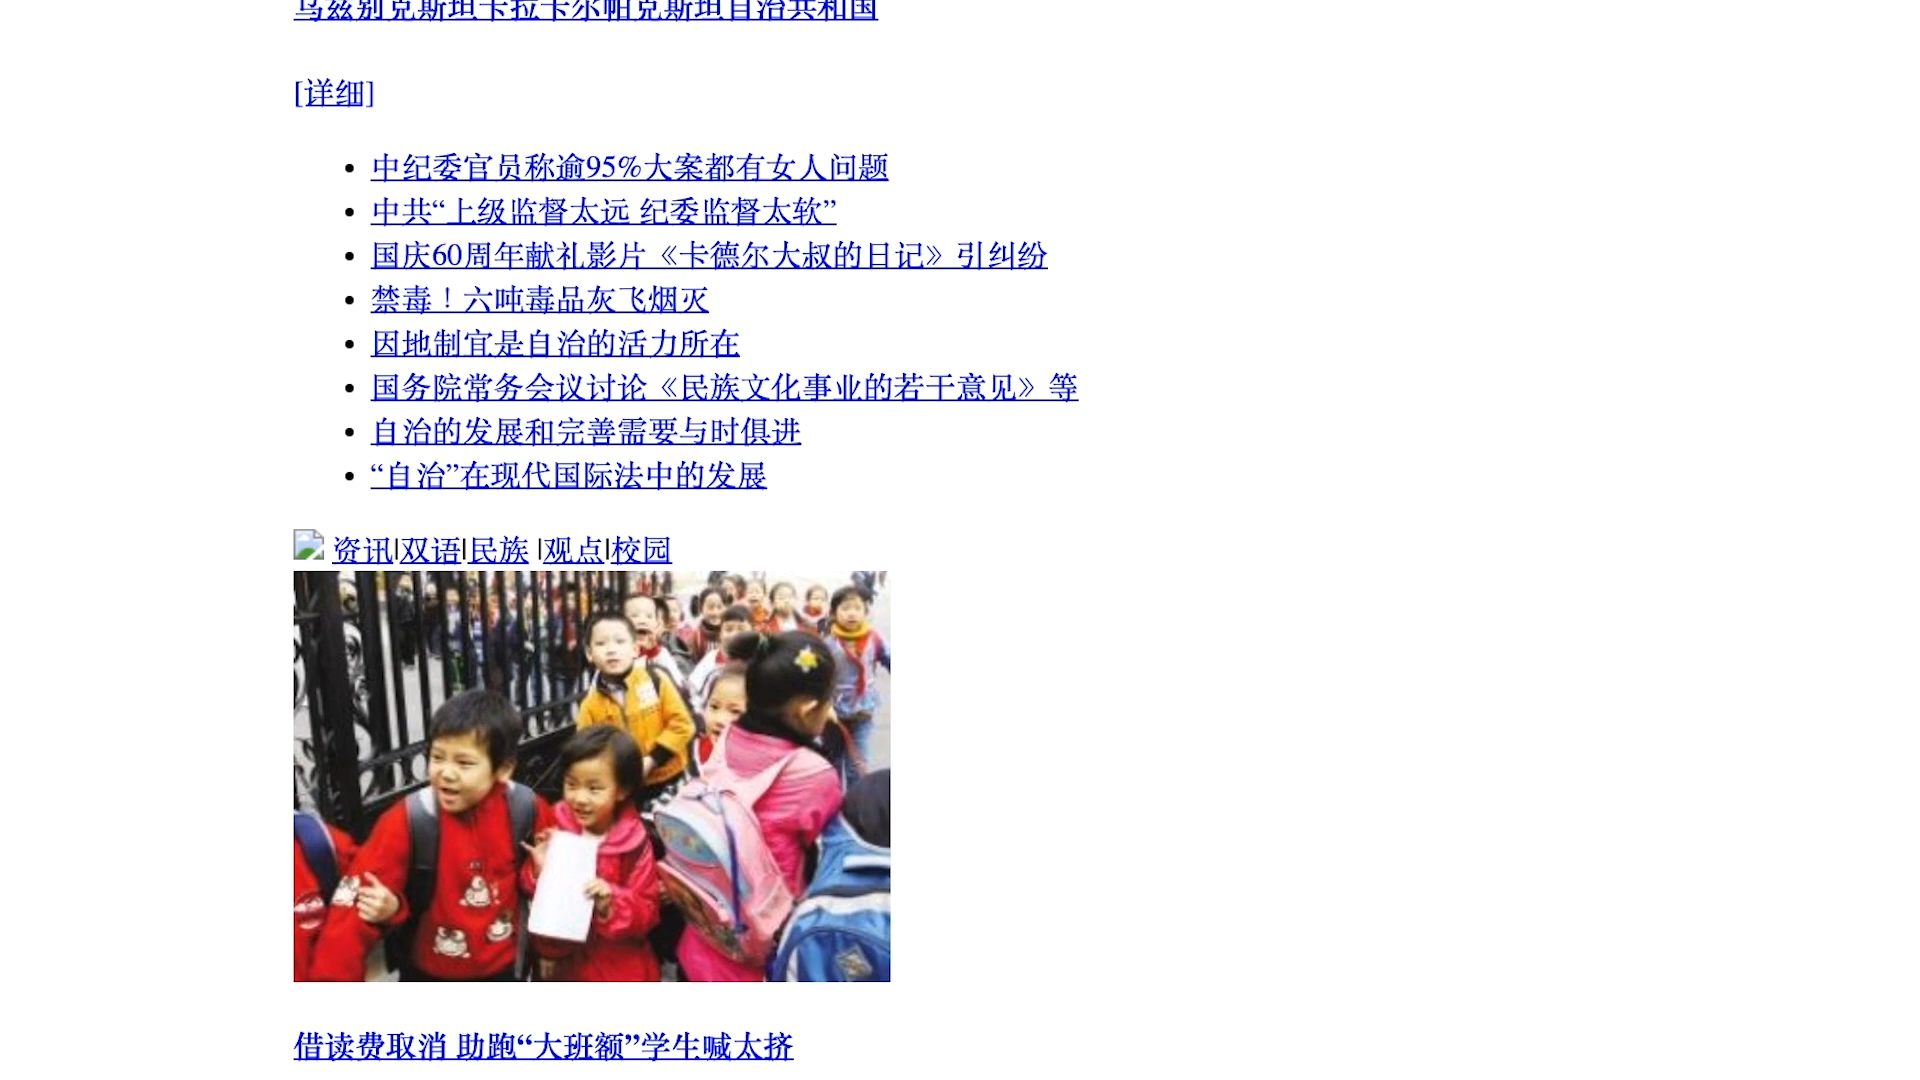 乌兹别克斯坦卡拉卡尔帕克斯坦自治共和国
[详细]
中纪委官员称逾95%大案都有女人问题
中共“上级监督太远 纪委监督太软”
国庆60周年献礼影片《卡德尔大叔的日记》引纠纷
禁毒！六吨毒品灰飞烟灭
因地制宜是自治的活力所在
国务院常务会议讨论《民族文化事业的若干意见》等
自治的发展和完善需要与时俱进
“自治”在现代国际法中的发展
资讯|双语|民族 |观点|校园
借读费取消 助跑“大班额”学生喊太挤